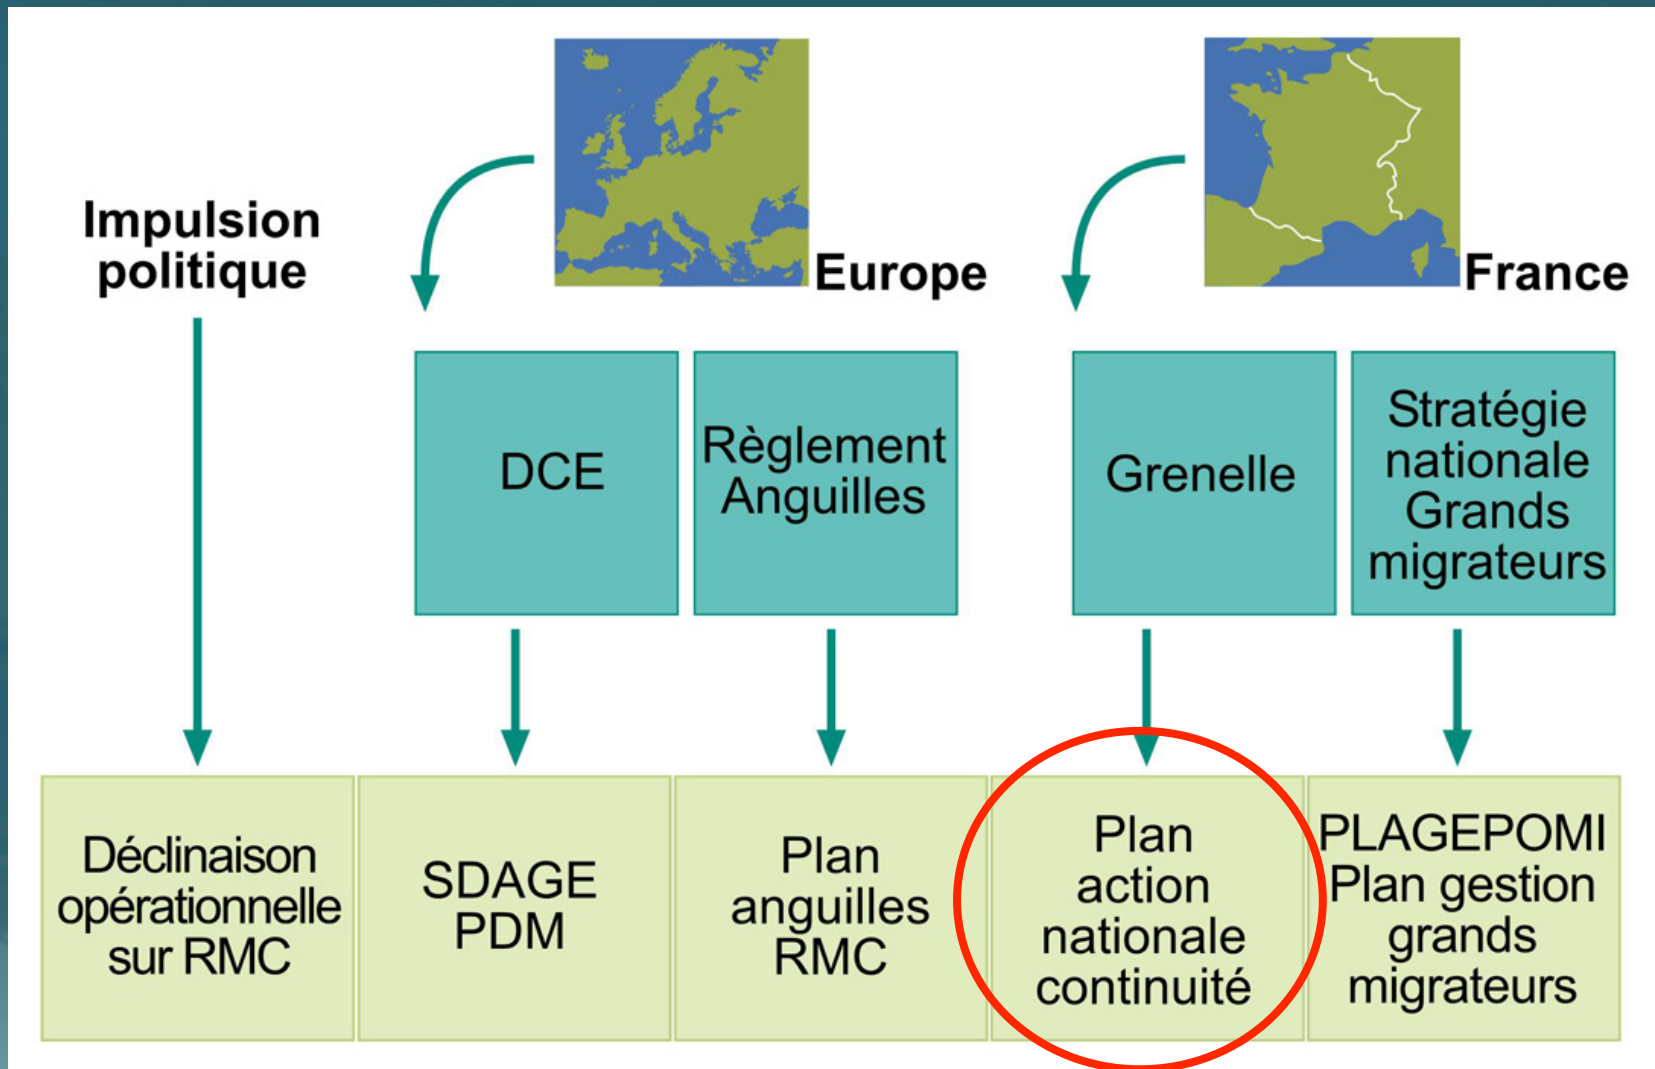 Impulsion
politique
Europe
France
DCE
Règlement
Anguilles
Grenelle
Stratégie
nationale
Grands
migrateurs
Déclinaison
opérationnelle
sur RMC
SDAGE
PDM
Plan
anguilles
RMC
Plan
action
nationale
continuité
PLAGEPOMI
Plan gestion
grands
migrateurs